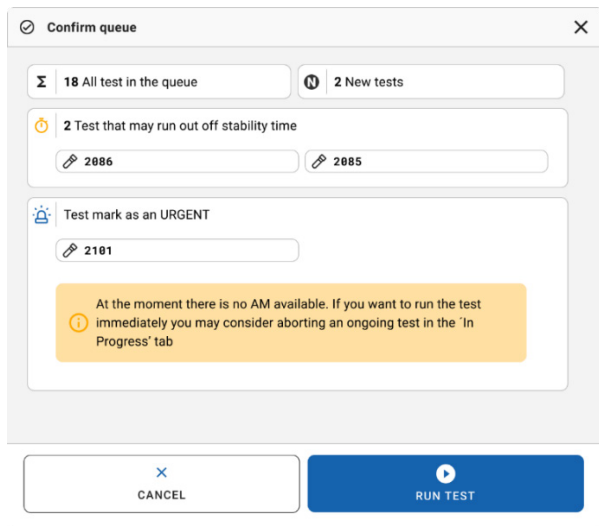 Confirm queue
Σ 18 All test in the queue
N 2 New tests
2 Test that may run out off stability time
2086
2085
Test mark as an URGENT
2101
At the moment there is no AM available. If you want to run the test
immediately you may consider aborting an ongoing test in the ´In
Progress’ tab
CANCEL
RUN TEST